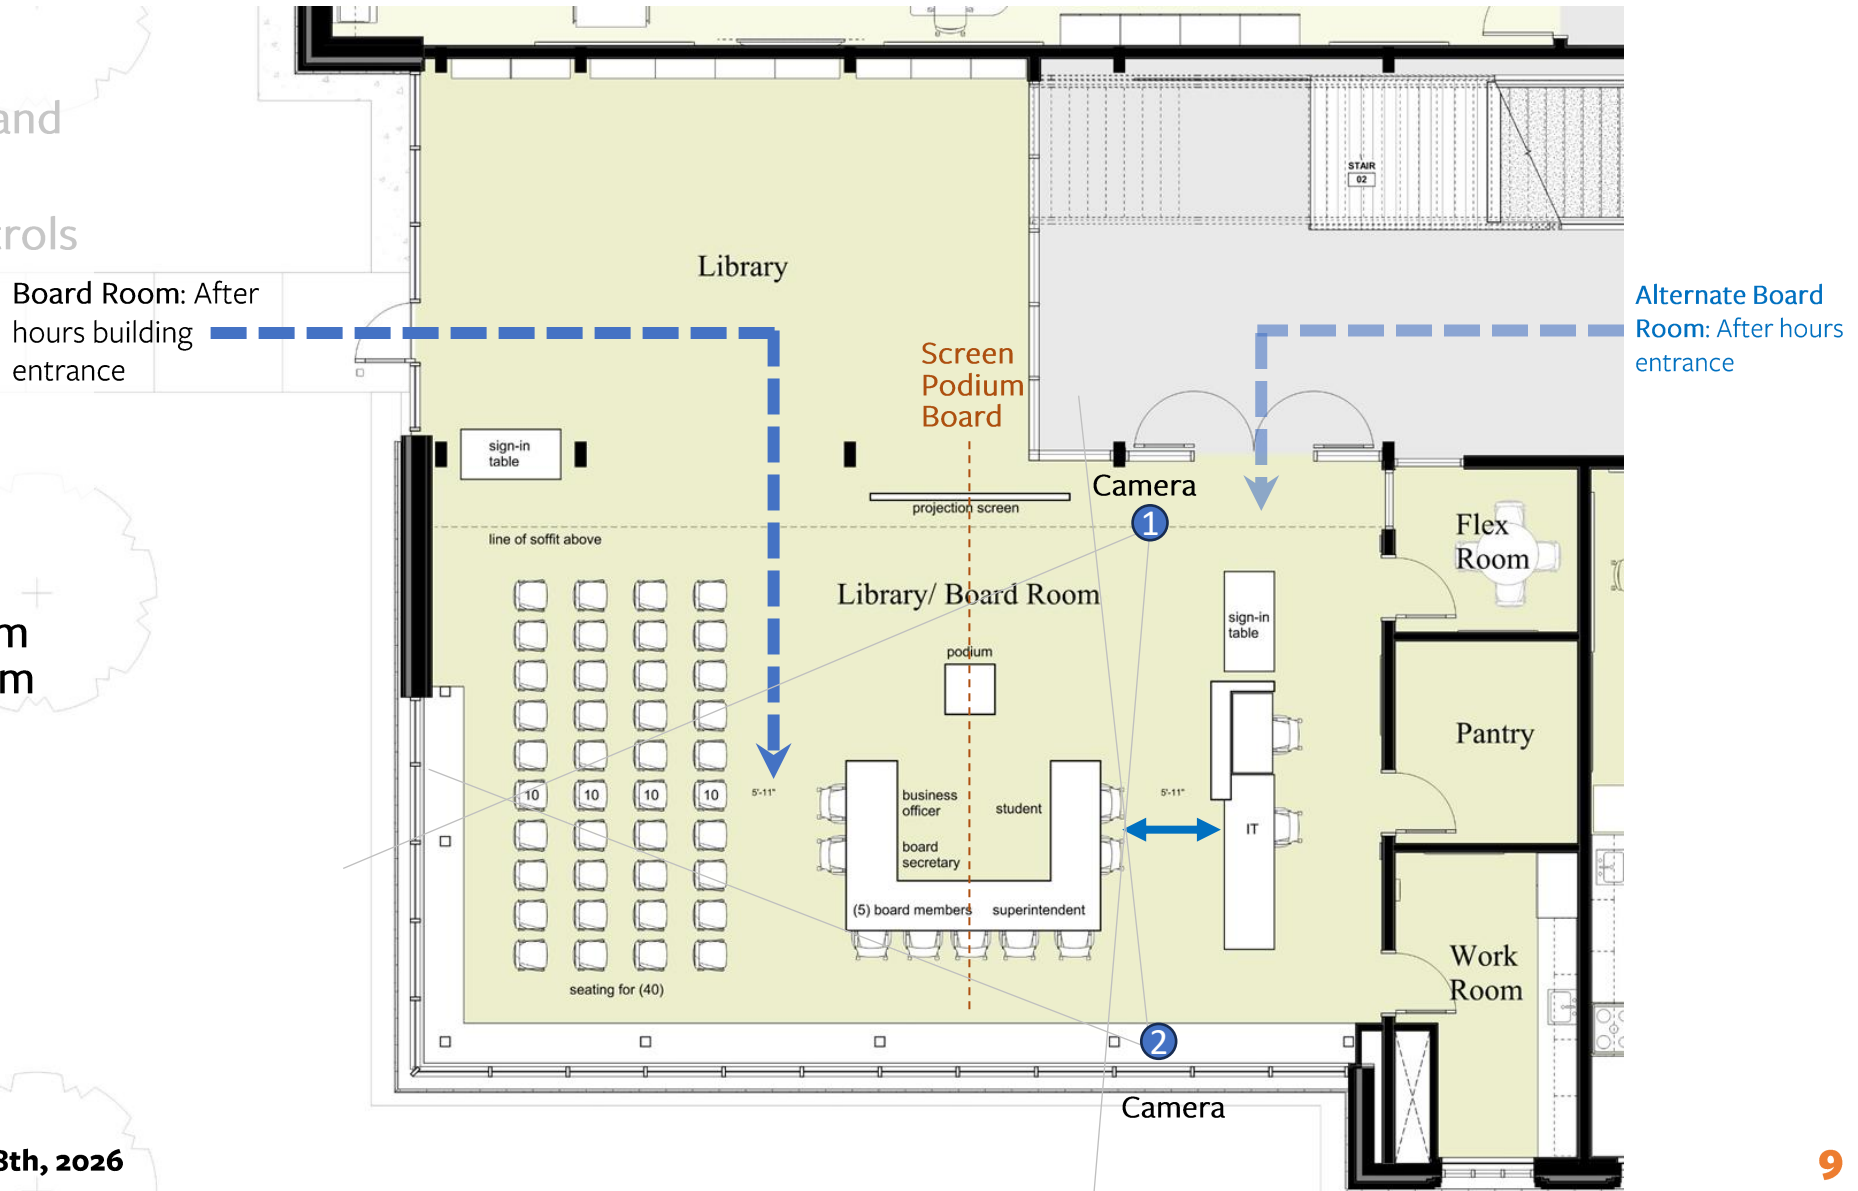 and
trols
Board Room: After
hours building
entrance
m
m
8th, 2026
STAIR
02
Library
Alternate Board
Room: After hours
entrance
Screen
Podium
Board
sign-in
table
Camera
1
projection screen
line of soffit above
Flex
Room
Library/ Board Room
sign-in
table
podium
Pantry
10
10
10
10
5'-11"
business
officer
student
5'-11"
IT
board
secretary
(5) board members
superintendent
Work
Room
seating for (40)
2
Camera
9